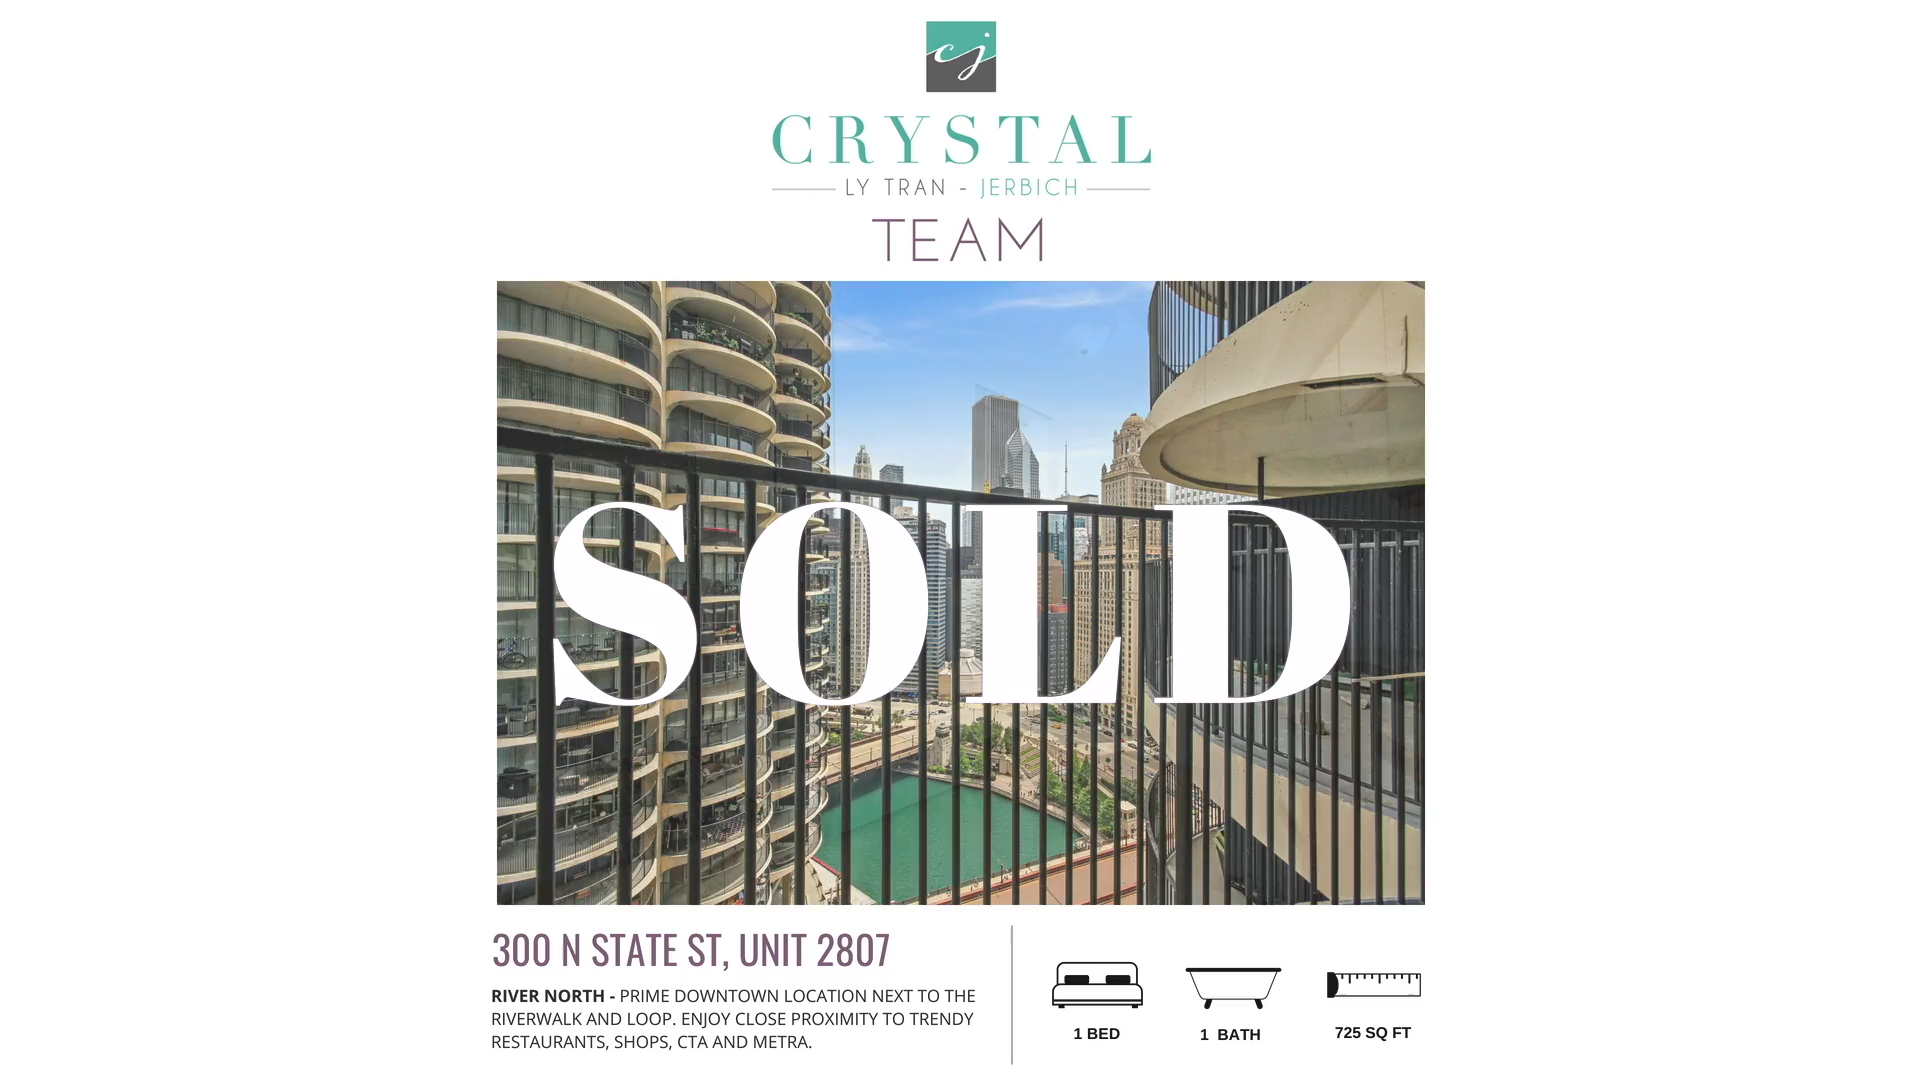 cj
CRYSTAL
LY TRAN - JERBICH
TEAM
SOLD
300 N STATE ST, UNIT 2807
RIVER NORTH - PRIME DOWNTOWN LOCATION NEXT TO THE
RIVERWALK AND LOOP. ENJOY CLOSE PROXIMITY TO TRENDY
RESTAURANTS, SHOPS, CTA AND METRA.
1 BED
1 BATH
725 SQ FT